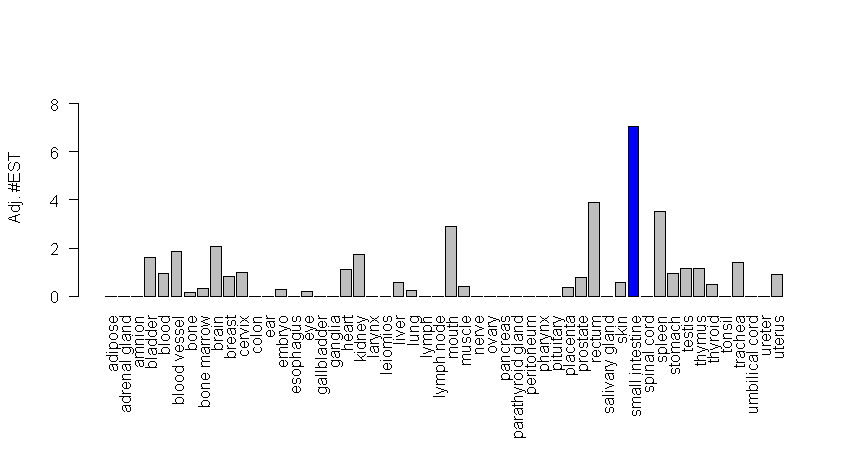 Adj. #EST
8
6
4
2
0
adipose
adrenal gland
amnion
bladder
blood
blood vessel
bone
bone marrow
brain
breast
cervix
colon
ear
embryo
esophagus
eye
gallbladder
ganglia
heart
kidney
larynx
leiomios
liver
lung
lymph
lymph node
mouth
muscle
nerve
ovary
pancreas
parathyroid gland
peritoneum
pharynx
pituitary
placenta
prostate
rectum
salivary gland
skin
small intestine
spinal cord
spleen
stomach
testis
thymus
thyroid
tonsil
trachea
umbilical cord
ureter
uterus